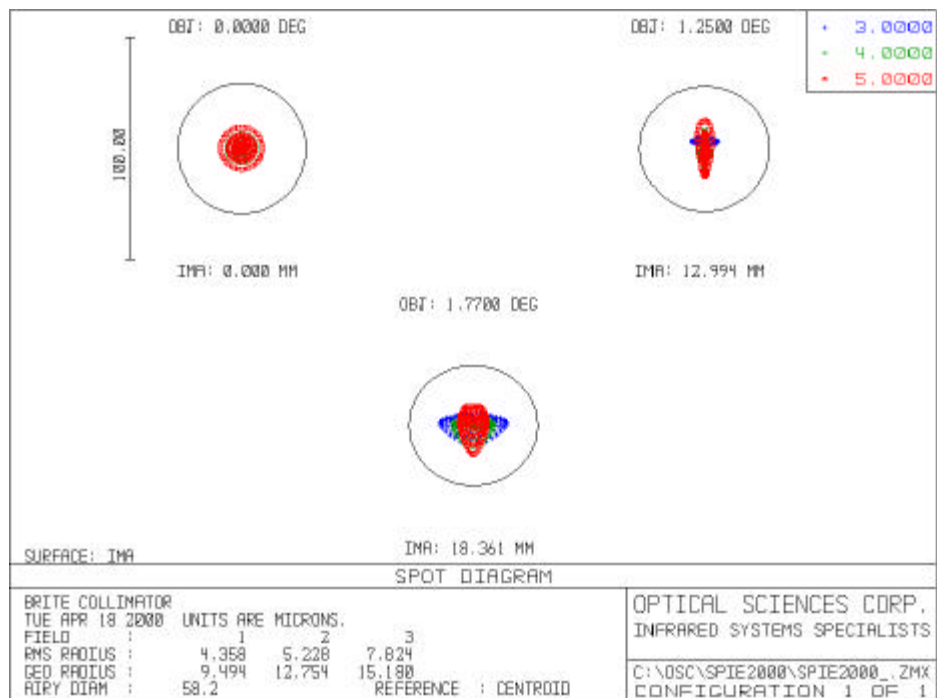 OBJ: 0.0000 DEG
OBJ: 1.2500 DEG
3.0000
4.0000
5.0000
100.00
IMA: 0.000 MM
IMA: 12.994 MM
OBJ: 1.7700 DEG
IMA: 18.361 MM
SURFACE: IMA
SPOT DIAGRAM
BRITE COLLIMATOR
TUE APR 18 2000 UNITS ARE MICRONS.
FIELD : 1 2 3
RMS RADIUS : 4.358 5.228 7.824
GEO RADIUS : 9.494 12.754 15.180
AIRY DIAM : 58.2 REFERENCE : CENTROID
OPTICAL SCIENCES CORP.
INFRARED SYSTEMS SPECIALISTS
C:\OSC\SPIE2000\SPIE2000_.ZMX
CONFIGURATION 1 OF 1